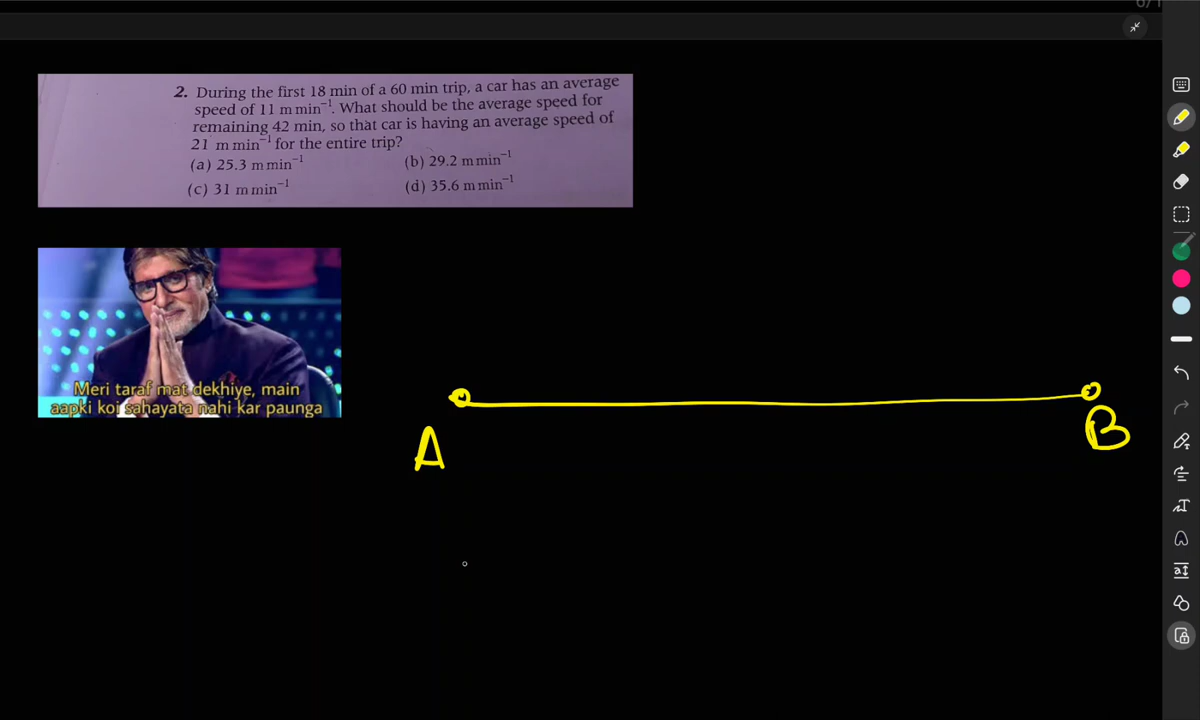 2. During the first 18 min of a 60 min trip, a car has an average
speed of 11 m min⁻¹. What should be the average speed for
remaining 42 min, so that car is having an average speed of
21 m min⁻¹ for the entire trip?
(a) 25.3 m min⁻¹ (b) 29.2 m min⁻¹
(c) 31 m min⁻¹ (d) 35.6 m min⁻¹
Meri taraf mat dekhiye, main
aapki koi sahayata nahi kar paunga
A
B